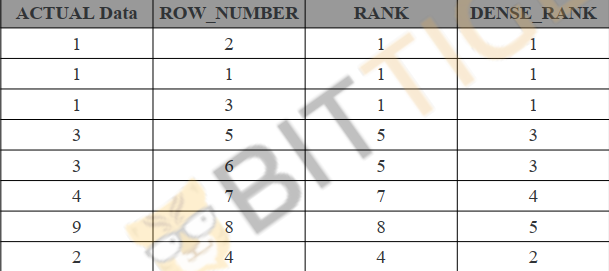 ACTUAL Data ROW_NUMBER RANK DENSE_RANK
1 2 1 1
1 1 1 1
1 3 1 1
3 5 5 3
3 6 5 3
4 7 7 4
9 8 8 5
2 4 4 2
BITTIGE